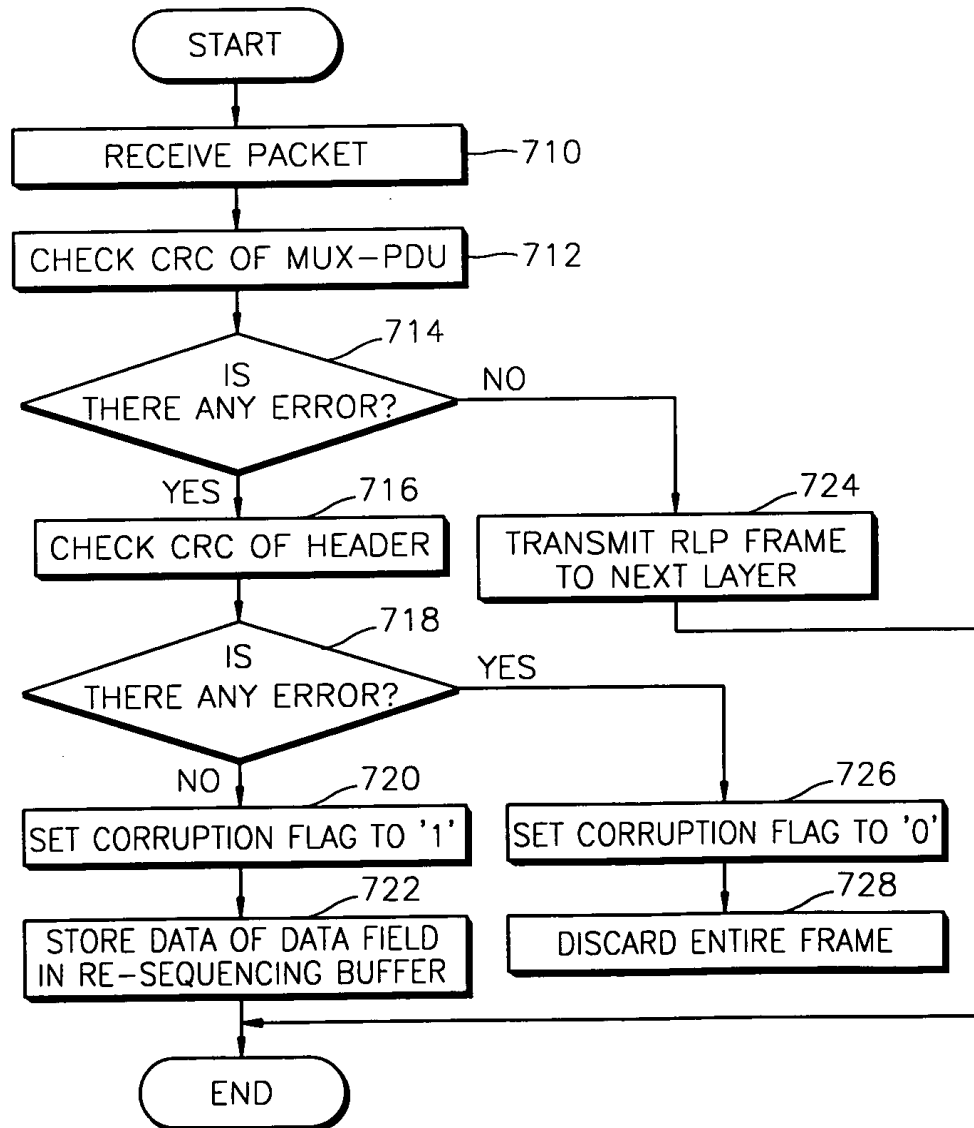 START
RECEIVE PACKET
710
CHECK CRC OF MUX-PDU
712
714
IS
THERE ANY ERROR?
NO
YES
716
CHECK CRC OF HEADER
724
TRANSMIT RLP FRAME
TO NEXT LAYER
718
IS
THERE ANY ERROR?
YES
NO
720
SET CORRUPTION FLAG TO '1'
726
SET CORRUPTION FLAG TO '0'
722
STORE DATA OF DATA FIELD
IN RE-SEQUENCING BUFFER
728
DISCARD ENTIRE FRAME
END